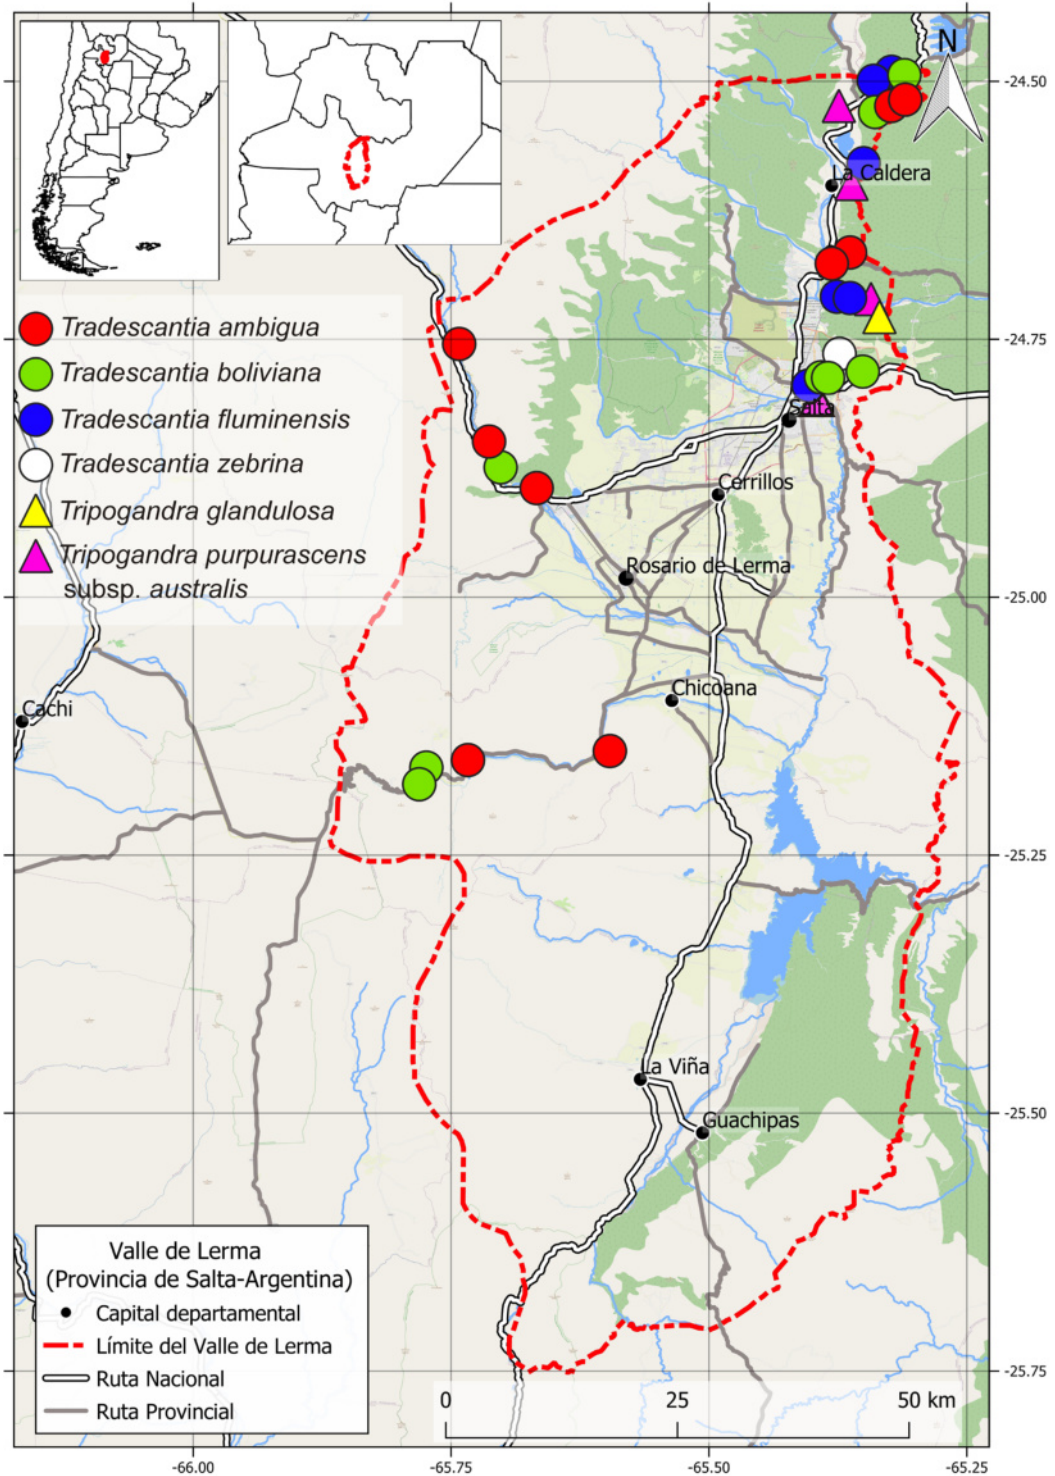 N
-24.50
La Caldera
Tradescantia ambigua
Tradescantia boliviana
Tradescantia fluminensis
Tradescantia zebrina
Tripogandra glandulosa
Tripogandra purpurascens
subsp. australis
-24.75
Salta
Cerrillos
Rosario de Lerma
-25.00
Chicoana
Cachi
-25.25
La Viña
-25.50
Guachipas
Valle de Lerma
(Provincia de Salta-Argentina)
Capital departamental
Límite del Valle de Lerma
Ruta Nacional
Ruta Provincial
-25.75
0 25 50 km
-66.00 -65.75 -65.50 -65.25